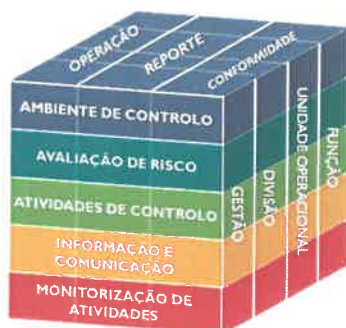 OPERAÇÃO
REPORTE
CONFORMIDADE
AMBIENTE DE CONTROLO
AVALIAÇÃO DE RISCO
ATIVIDADES DE CONTROLO
INFORMAÇÃO E
COMUNICAÇÃO
MONITORIZAÇÃO DE
ATIVIDADES
GESTÃO
DIVISÃO
UNIDADE OPERACIONAL
FUNÇÃO